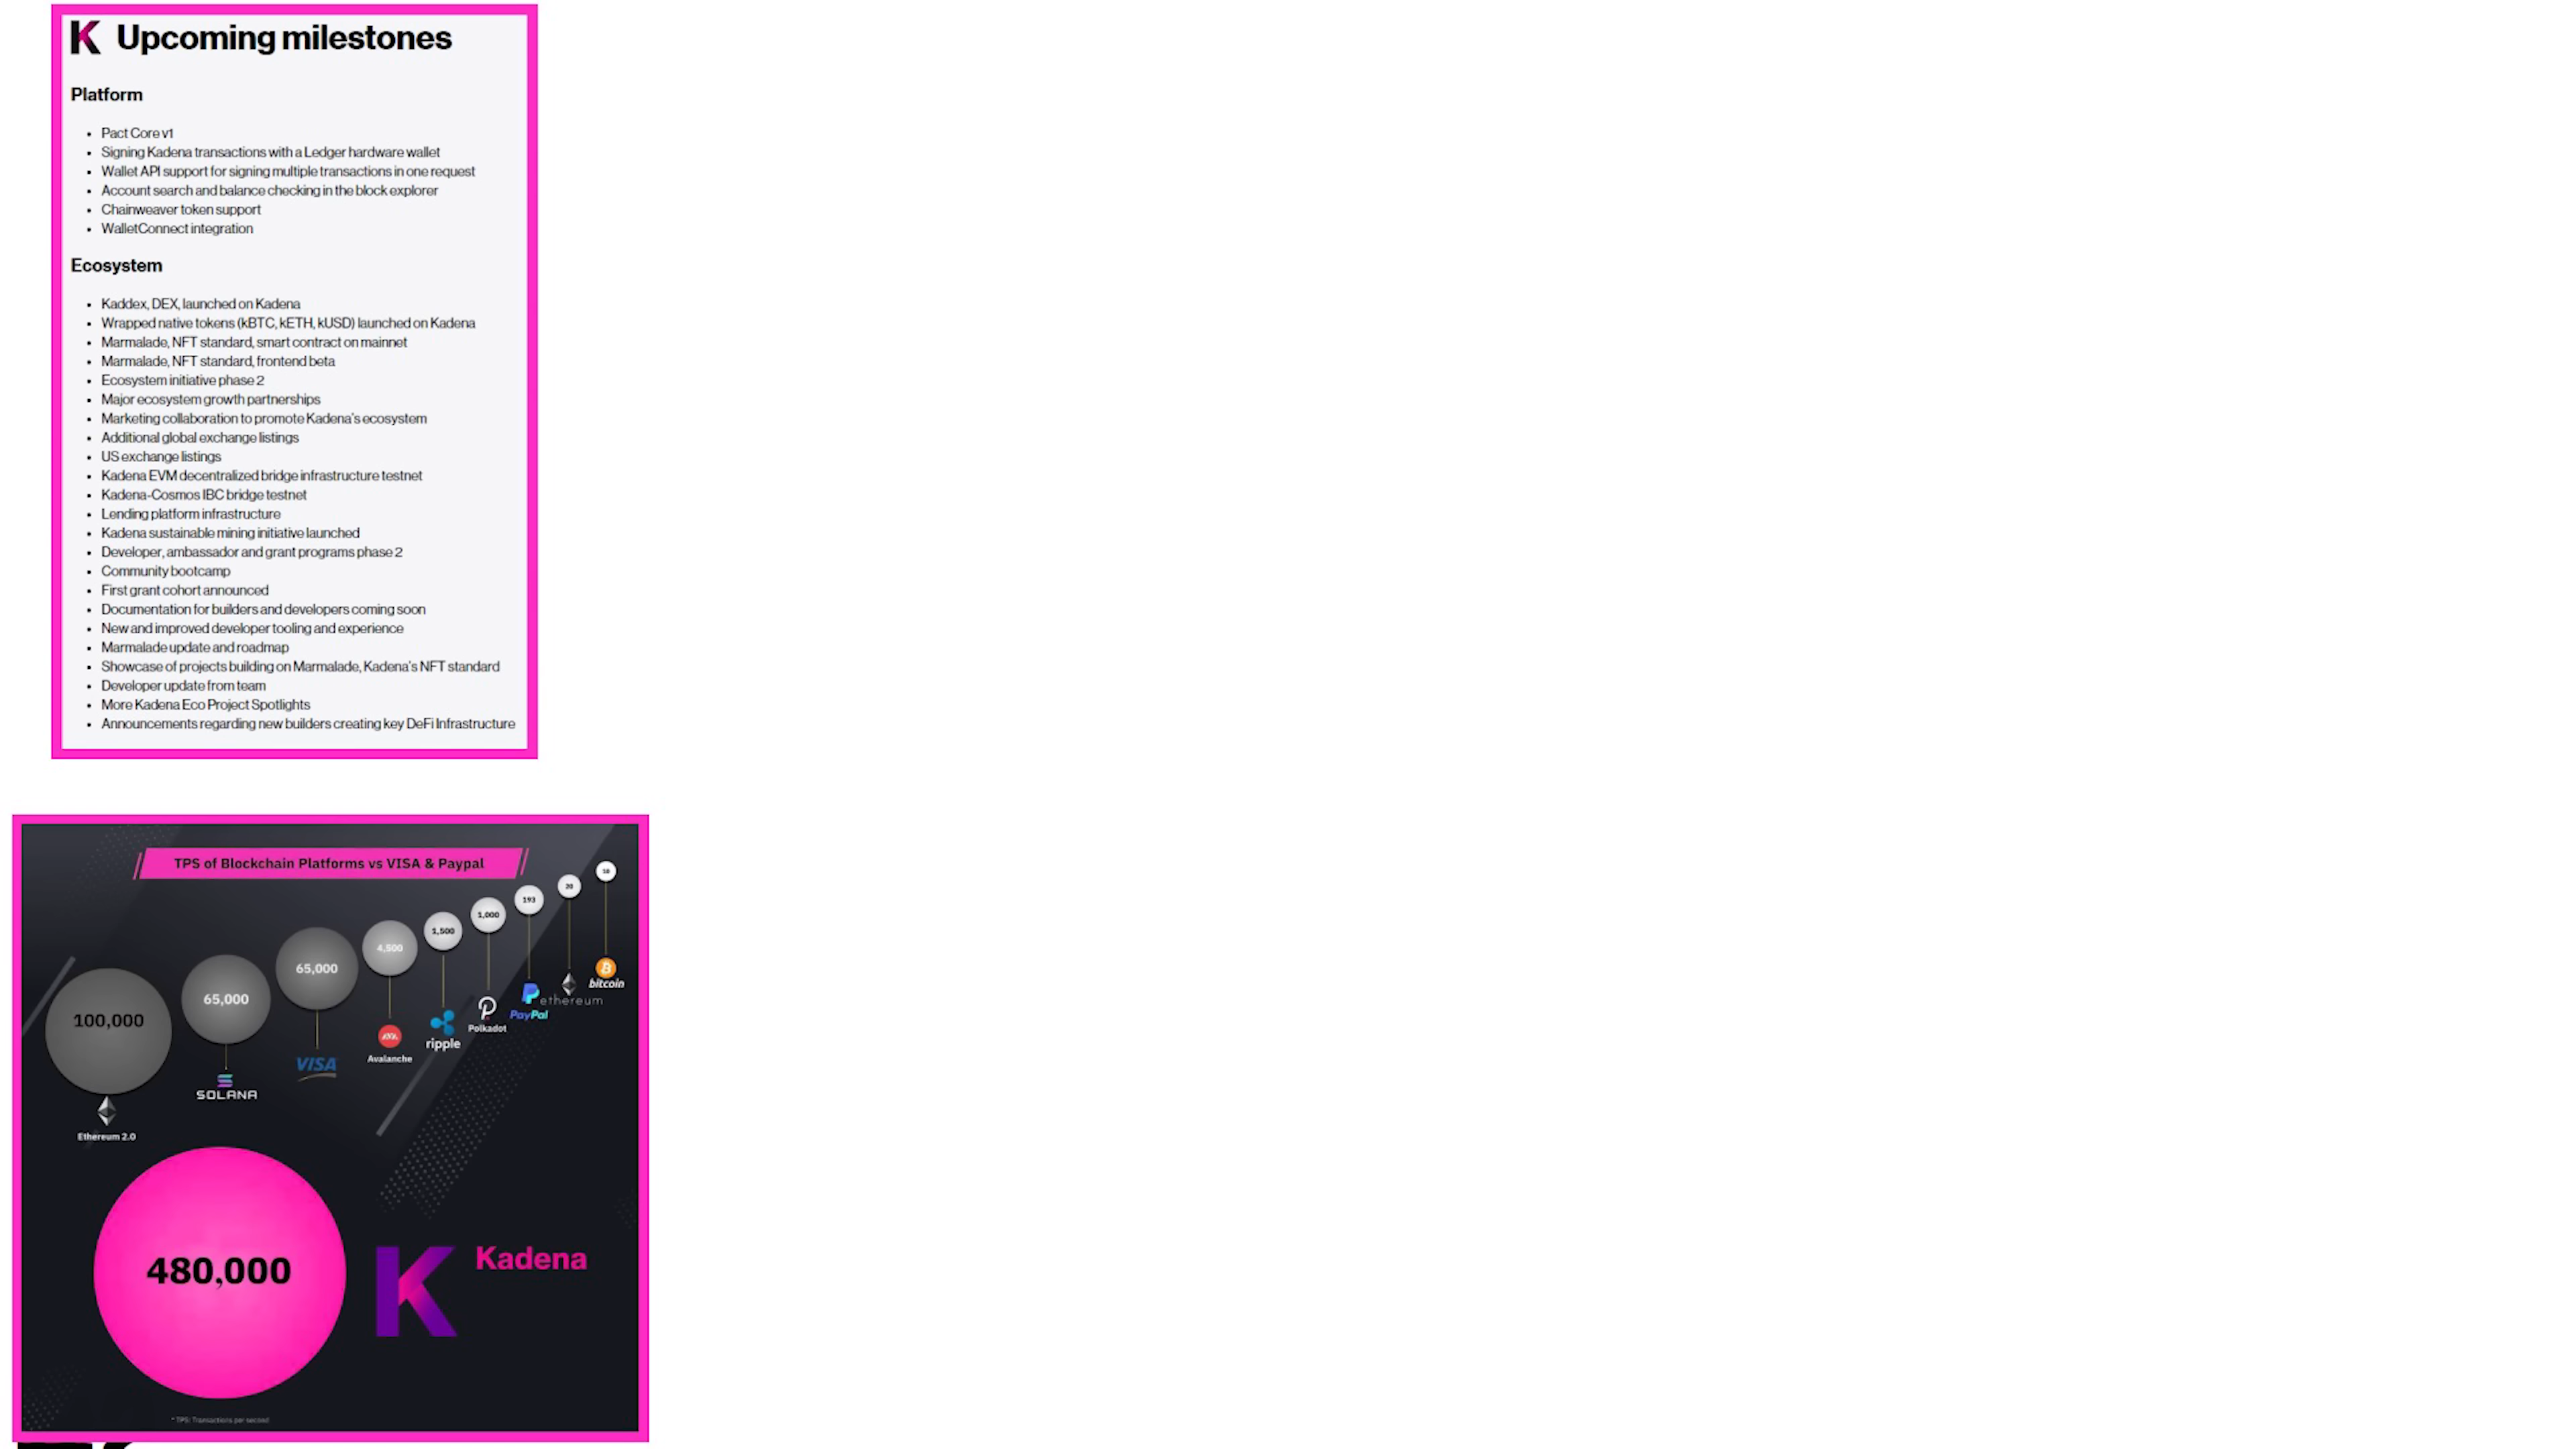 K Upcoming milestones
Platform
• Pact Core v1
• Signing Kadena transactions with a Ledger hardware wallet
• Wallet API support for signing multiple transactions in one request
• Account search and balance checking in the block explorer
• Chainweaver token support
• WalletConnect integration
Ecosystem
• Kaddex, DEX, launched on Kadena
• Wrapped native tokens (kBTC, kETH, kUSD) launched on Kadena
• Marmalade, NFT standard, smart contract on mainnet
• Marmalade, NFT standard, frontend beta
• Ecosystem initiative phase 2
• Major ecosystem growth partnerships
• Marketing collaboration to promote Kadena's ecosystem
• Additional global exchange listings
• US exchange listings
• Kadena EVM decentralized bridge infrastructure testnet
• Kadena-Cosmos IBC bridge testnet
• Lending platform infrastructure
• Kadena sustainable mining initiative launched
• Developer, ambassador and grant programs phase 2
• Community bootcamp
• First grant cohort announced
• Documentation for builders and developers coming soon
• New and improved developer tooling and experience
• Marmalade update and roadmap
• Showcase of projects building on Marmalade, Kadena's NFT standard
• Developer update from team
• More Kadena Eco Project Spotlights
• Announcements regarding new builders creating key DeFi Infrastructure
TPS of Blockchain Platforms vs VISA & Paypal
100,000
Ethereum 2.0
65,000
SOLANA
65,000
VISA
4,500
Avalanche
1,500
ripple
1,000
Polkadot
193
PayPal
20
ethereum
10
bitcoin
480,000
K Kadena
* TPS: Transactions per second